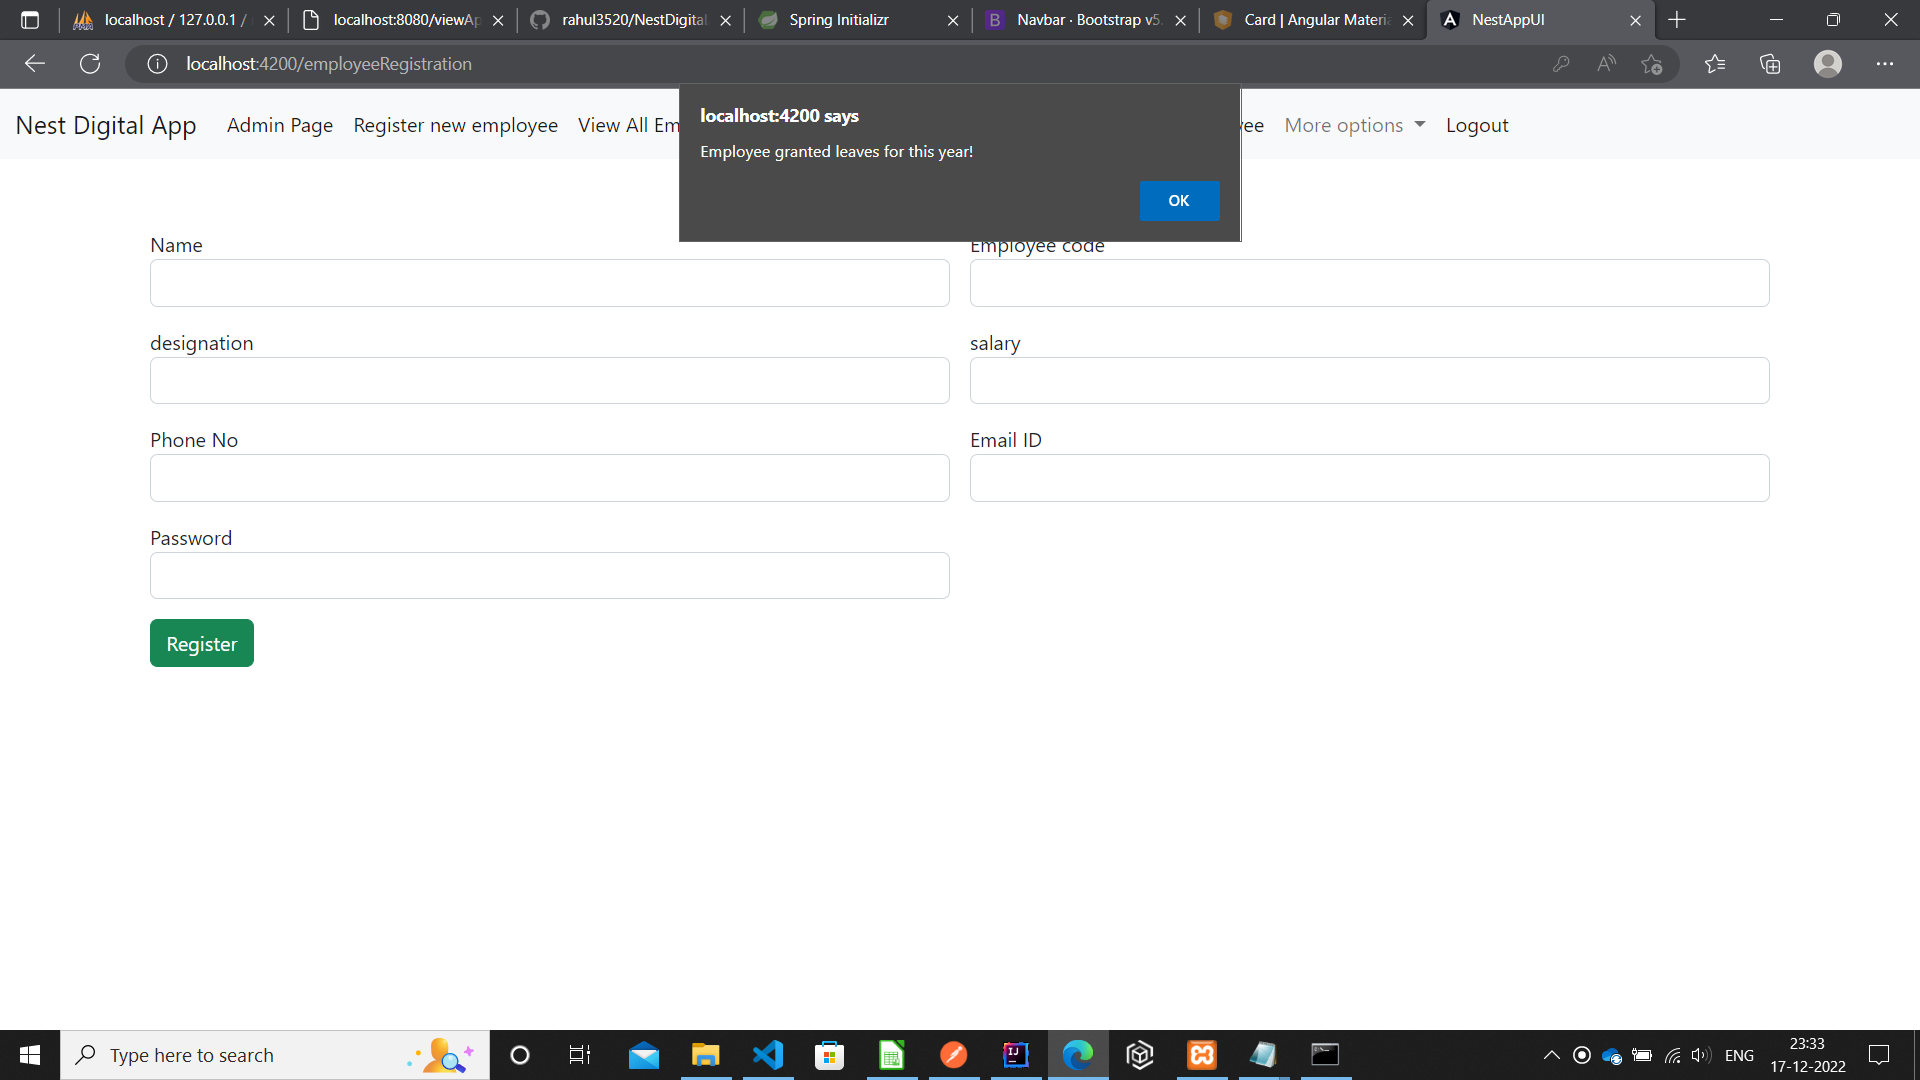 localhost / 127.0.0.1 /
localhost:8080/viewAp
rahul3520/NestDigital
Spring Initializr
Navbar · Bootstrap v5.
Card | Angular Materia
NestAppUI
localhost:4200/employeeRegistration
Nest Digital App
Admin Page
Register new employee
View All Em
More options
Logout
localhost:4200 says
Employee granted leaves for this year!
OK
Name
Employee code
designation
salary
Phone No
Email ID
Password
Register
Type here to search
ENG
23:33
17-12-2022